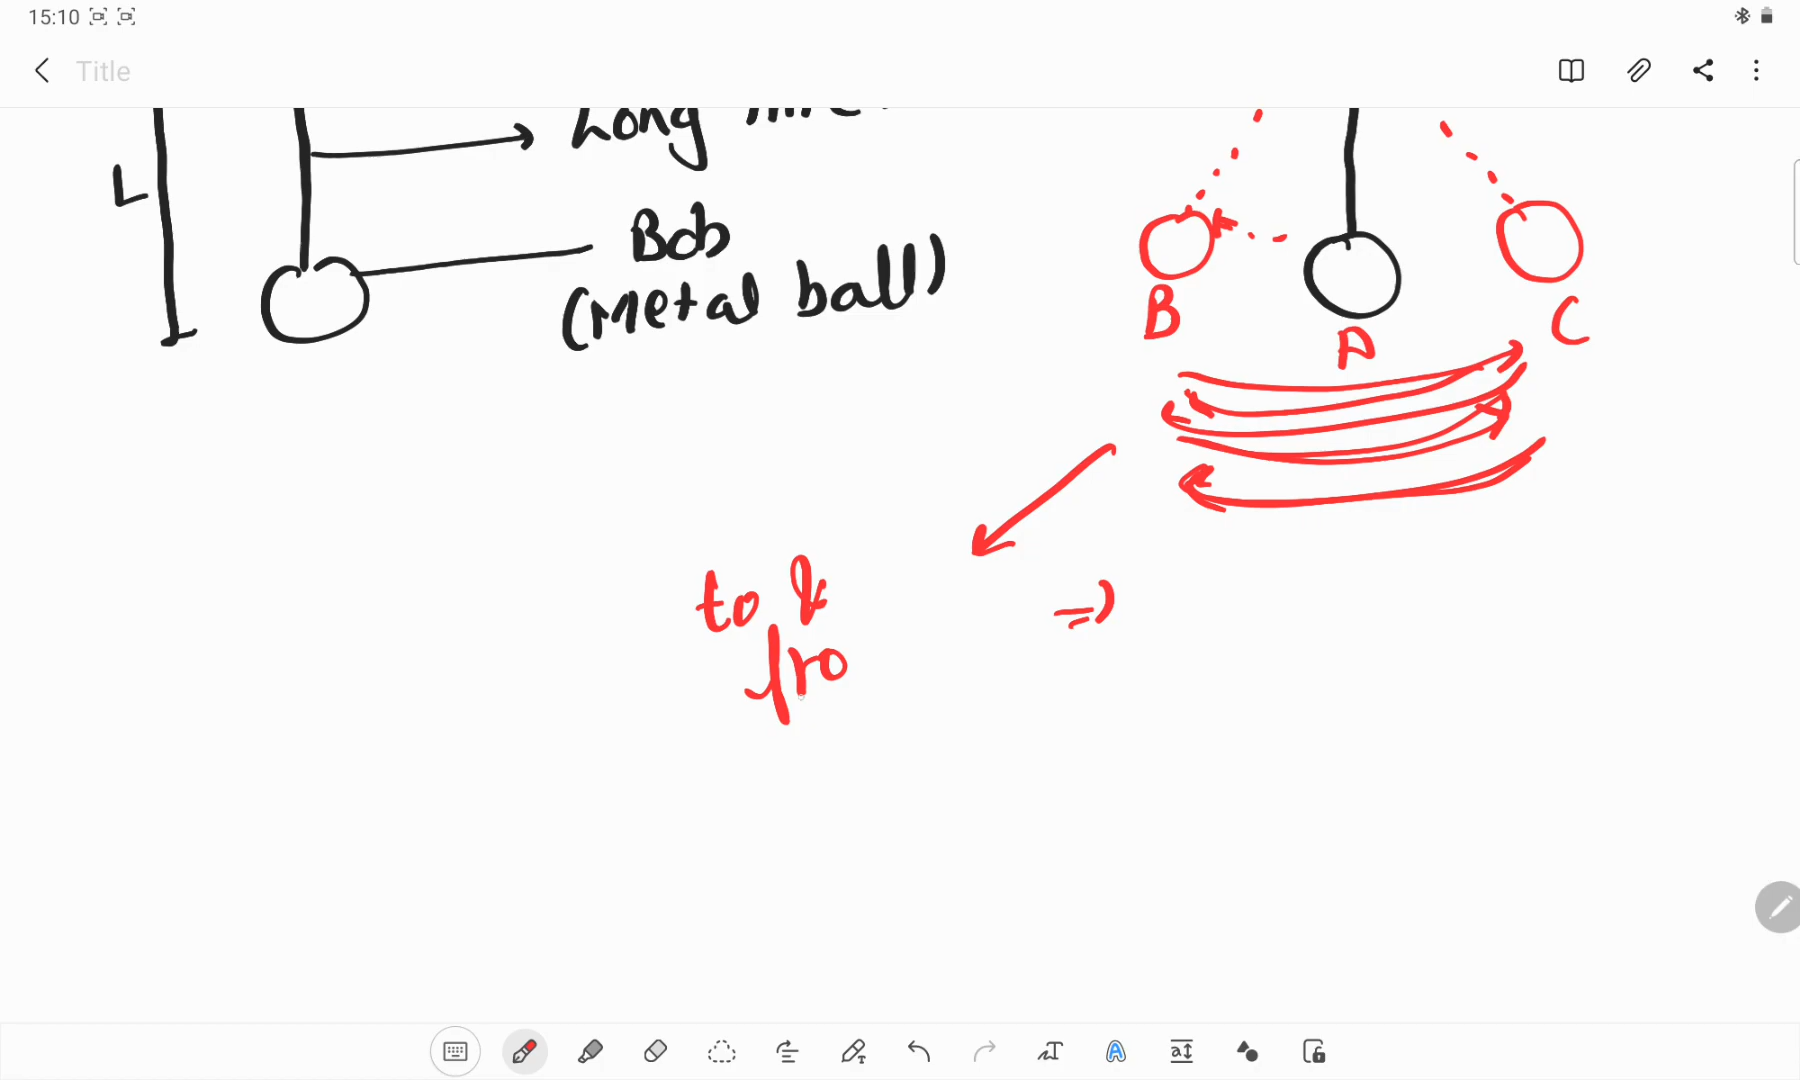 15:10
Title
Long
L
Bob
(Metal ball)
B
A
C
to &
fro
=)